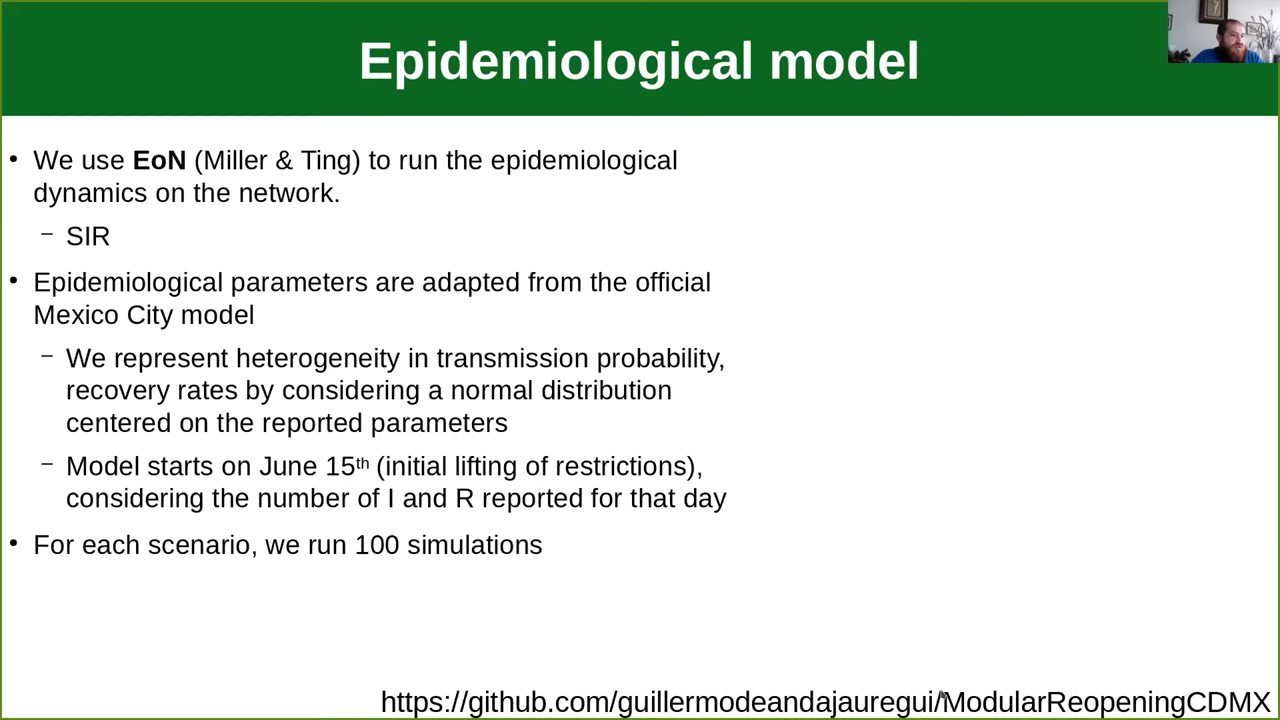 Epidemiological model
• We use EoN (Miller & Ting) to run the epidemiological
dynamics on the network.
– SIR
• Epidemiological parameters are adapted from the official
Mexico City model
– We represent heterogeneity in transmission probability,
recovery rates by considering a normal distribution
centered on the reported parameters
– Model starts on June 15th (initial lifting of restrictions),
considering the number of I and R reported for that day
• For each scenario, we run 100 simulations
https://github.com/guillermodeandajauregui/ModularReopeningCDMX